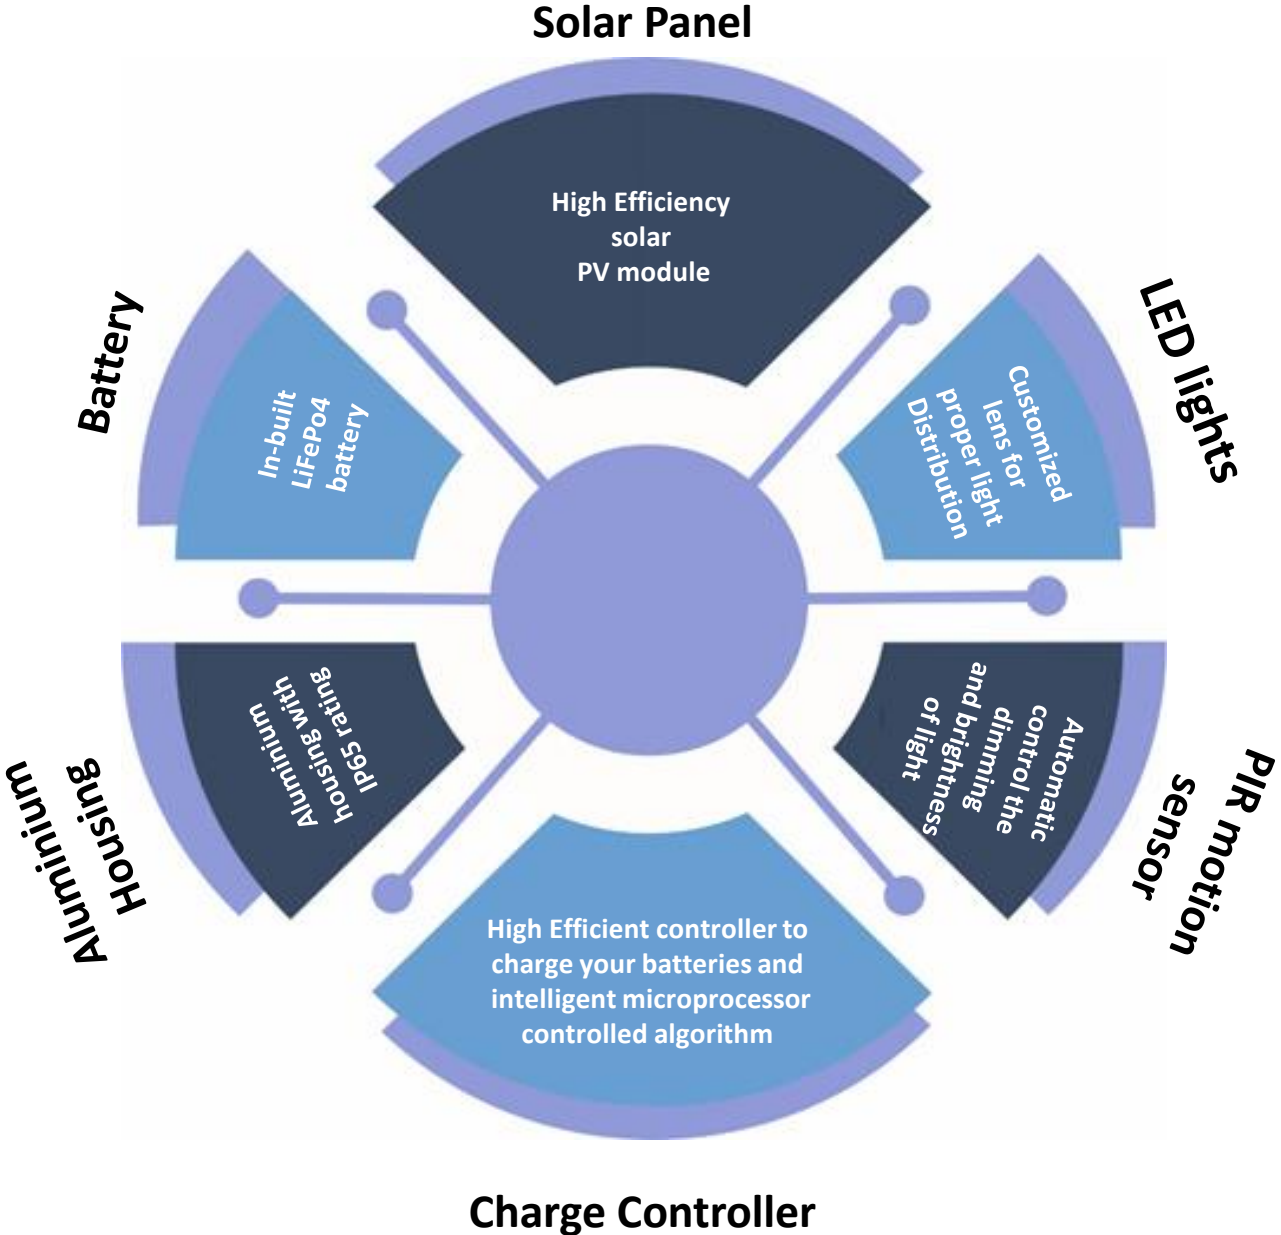 Solar Panel
High Efficiency
solar
PV module
LED lights
Customized
lens for
proper light
Distribution
PIR motion
sensor
Automatic
control the
dimming
and brightness
of light
Charge Controller
High Efficient controller to
charge your batteries and
intelligent microprocessor
controlled algorithm
Aluminium
Housing
Aluminium
housing with
IP65 rating
Battery
In-built
LiFePo4
battery